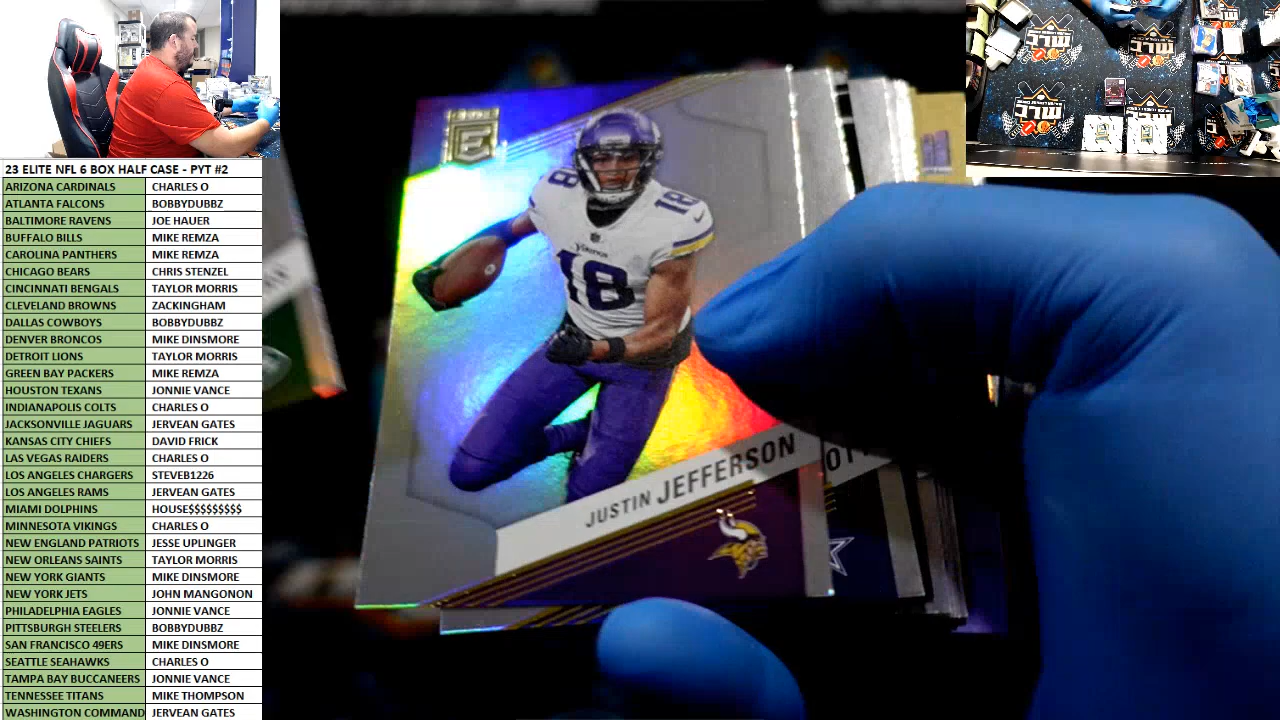 23 ELITE NFL 6 BOX HALF CASE - PYT #2
ARIZONA CARDINALS CHARLES O
ATLANTA FALCONS BOBBYDUBBZ
BALTIMORE RAVENS JOE HAUER
BUFFALO BILLS MIKE REMZA
CAROLINA PANTHERS MIKE REMZA
CHICAGO BEARS CHRIS STENZEL
CINCINNATI BENGALS TAYLOR MORRIS
CLEVELAND BROWNS ZACKINGHAM
DALLAS COWBOYS BOBBYDUBBZ
DENVER BRONCOS MIKE DINSMORE
DETROIT LIONS TAYLOR MORRIS
GREEN BAY PACKERS MIKE REMZA
HOUSTON TEXANS JONNIE VANCE
INDIANAPOLIS COLTS CHARLES O
JACKSONVILLE JAGUARS JERVEAN GATES
KANSAS CITY CHIEFS DAVID FRICK
LAS VEGAS RAIDERS CHARLES O
LOS ANGELES CHARGERS STEVEB1226
LOS ANGELES RAMS JERVEAN GATES
MIAMI DOLPHINS HOUSE$$$$$$$$$
MINNESOTA VIKINGS CHARLES O
NEW ENGLAND PATRIOTS JESSE UPLINGER
NEW ORLEANS SAINTS TAYLOR MORRIS
NEW YORK GIANTS MIKE DINSMORE
NEW YORK JETS JOHN MANGONON
PHILADELPHIA EAGLES JONNIE VANCE
PITTSBURGH STEELERS BOBBYDUBBZ
SAN FRANCISCO 49ERS MIKE DINSMORE
SEATTLE SEAHAWKS CHARLES O
TAMPA BAY BUCCANEERS JONNIE VANCE
TENNESSEE TITANS MIKE THOMPSON
WASHINGTON COMMAND JERVEAN GATES
E
18
18
VIKINGS
18
JUSTIN JEFFERSON